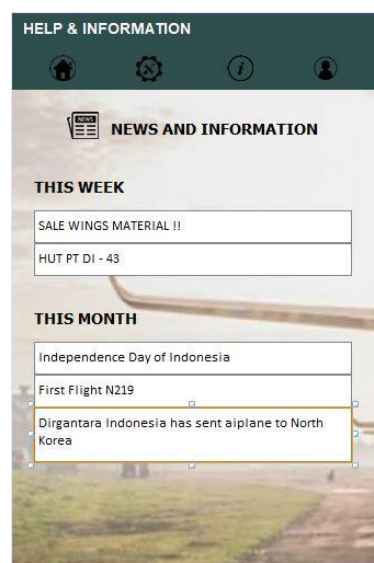 HELP & INFORMATION
NEWS
NEWS AND INFORMATION
THIS WEEK
SALE WINGS MATERIAL !!
HUT PT DI - 43
THIS MONTH
Independence Day of Indonesia
First Flight N219
Dirgantara Indonesia has sent aiplane to North
Korea